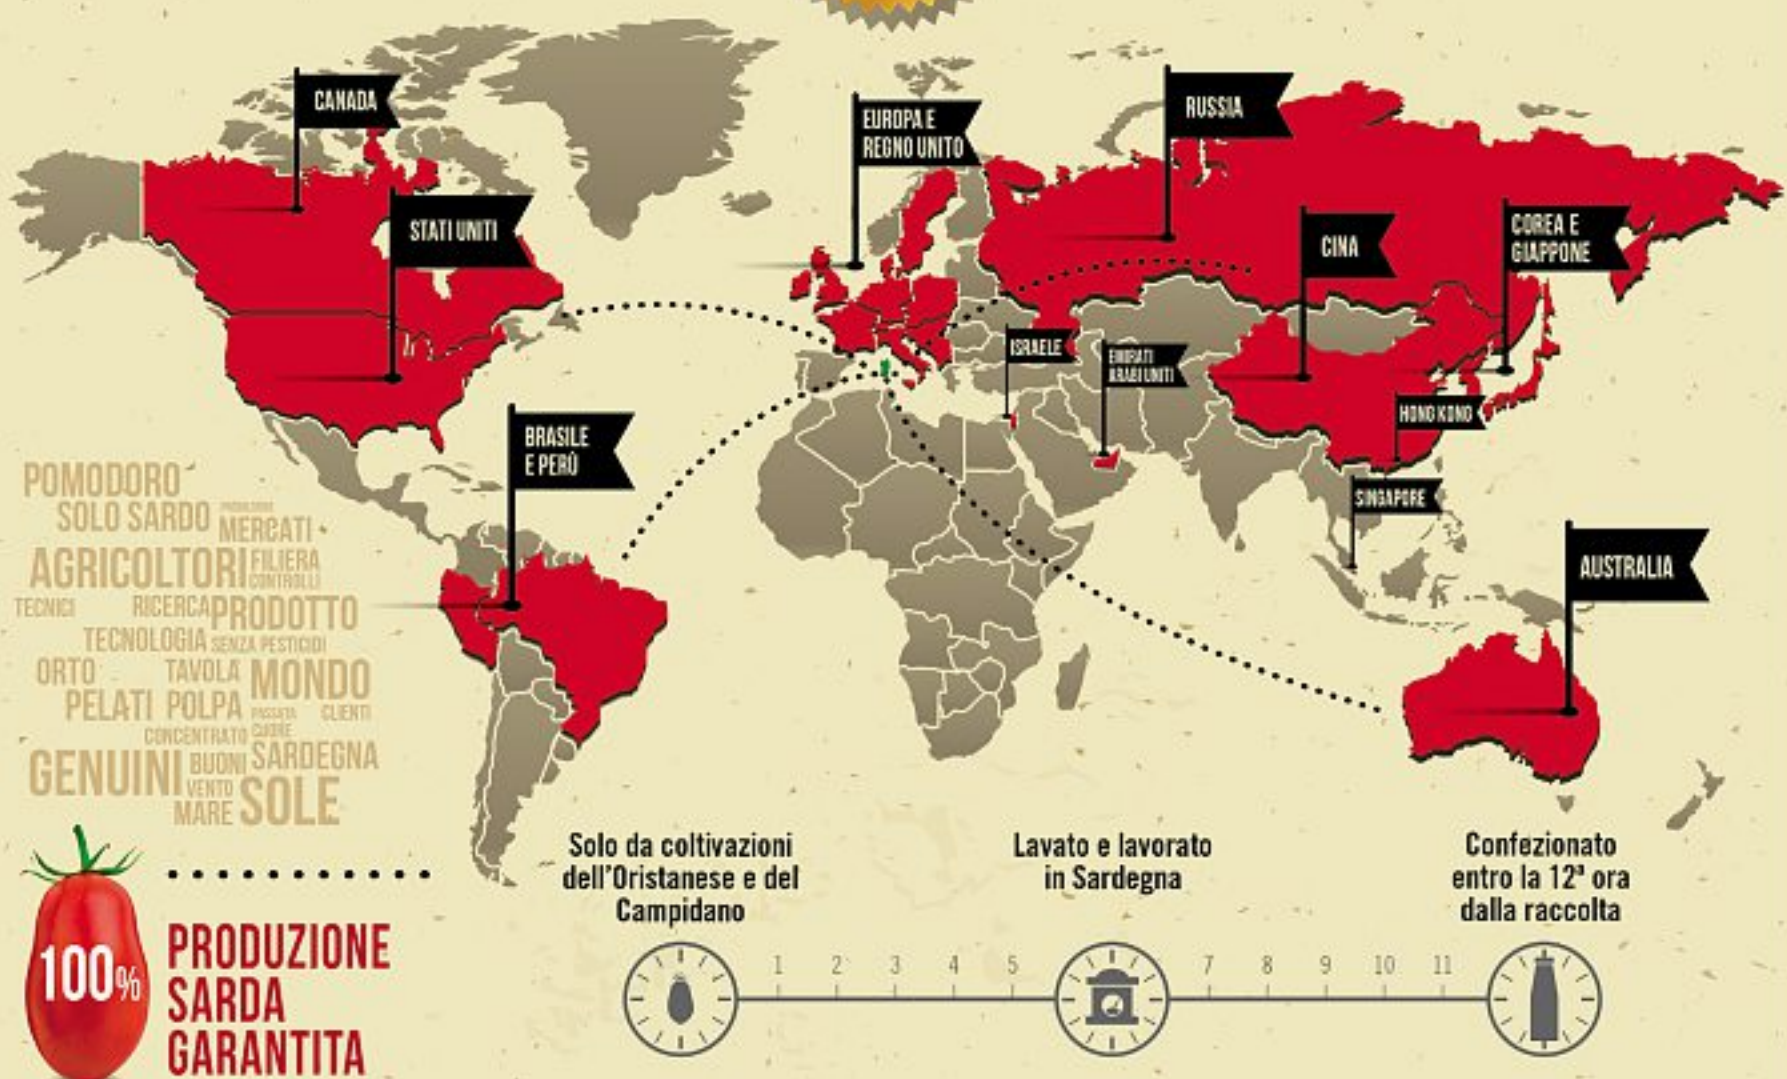 CANADA
STATI UNITI
EUROPA E
REGNO UNITO
RUSSIA
CINA
COREA E
GIAPPONE
ISRAELE
EMIRATI
ARABI UNITI
HONG KONG
SINGAPORE
BRASILE
E PERÙ
AUSTRALIA
POMODORO
SOLO SARDO
MERCATI
AGRICOLTORI FILIERA
CONTROLLI
TECNICI RICERCA PRODOTTO
TECNOLOGIA SENZA PESTICIDI
ORTO TAVOLA MONDO
PELATI POLPA PASSATA CLIENTI
CONCENTRATO CUORE
GENUINI BUONI SARDEGNA
VENTO
MARE SOLE
100%
PRODUZIONE
SARDA
GARANTITA
Solo da coltivazioni
dell'Oristanese e del
Campidano
Lavato e lavorato
in Sardegna
Confezionato
entro la 12ª ora
dalla raccolta
1 2 3 4 5 7 8 9 10 11